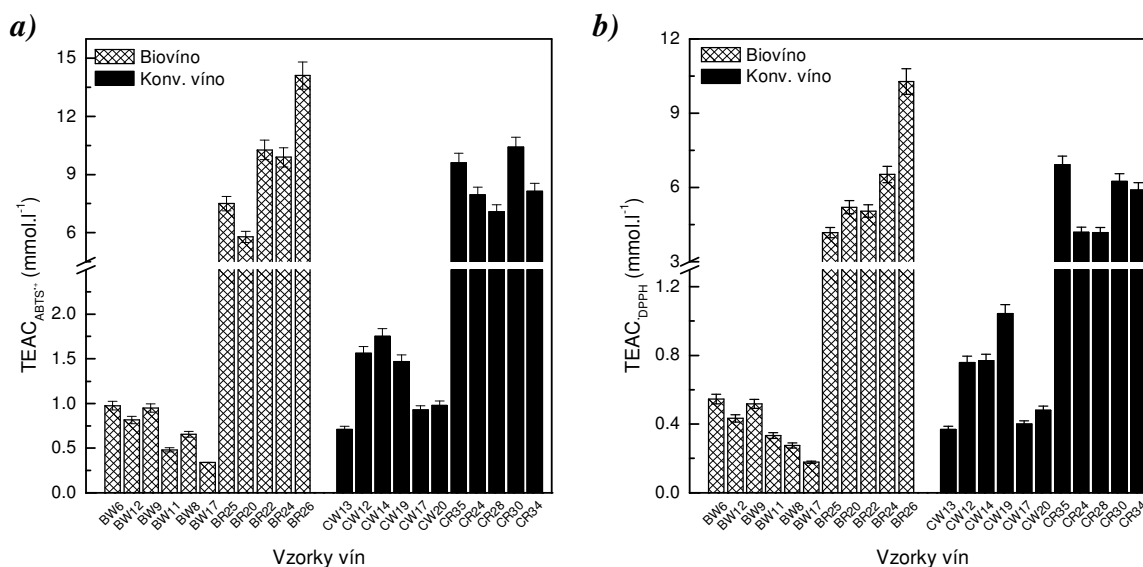 a)
Biovíno
Konv. víno
TEAC ABTS•+ (mmol.l-1)
15
12
9
6
2.0
1.5
1.0
0.5
0.0
BW6
BW12
BW9
BW11
BW8
BW17
BR25
BR20
BR22
BR24
BR26
CW13
CW12
CW14
CW19
CW17
CW20
CR35
CR24
CR28
CR30
CR34
Vzorky vín
b)
Biovíno
Konv. víno
TEAC •DPPH (mmol.l-1)
12
9
6
3
1.2
0.8
0.4
0.0
BW6
BW12
BW9
BW11
BW8
BW17
BR25
BR20
BR22
BR24
BR26
CW13
CW12
CW14
CW19
CW17
CW20
CR35
CR24
CR28
CR30
CR34
Vzorky vín